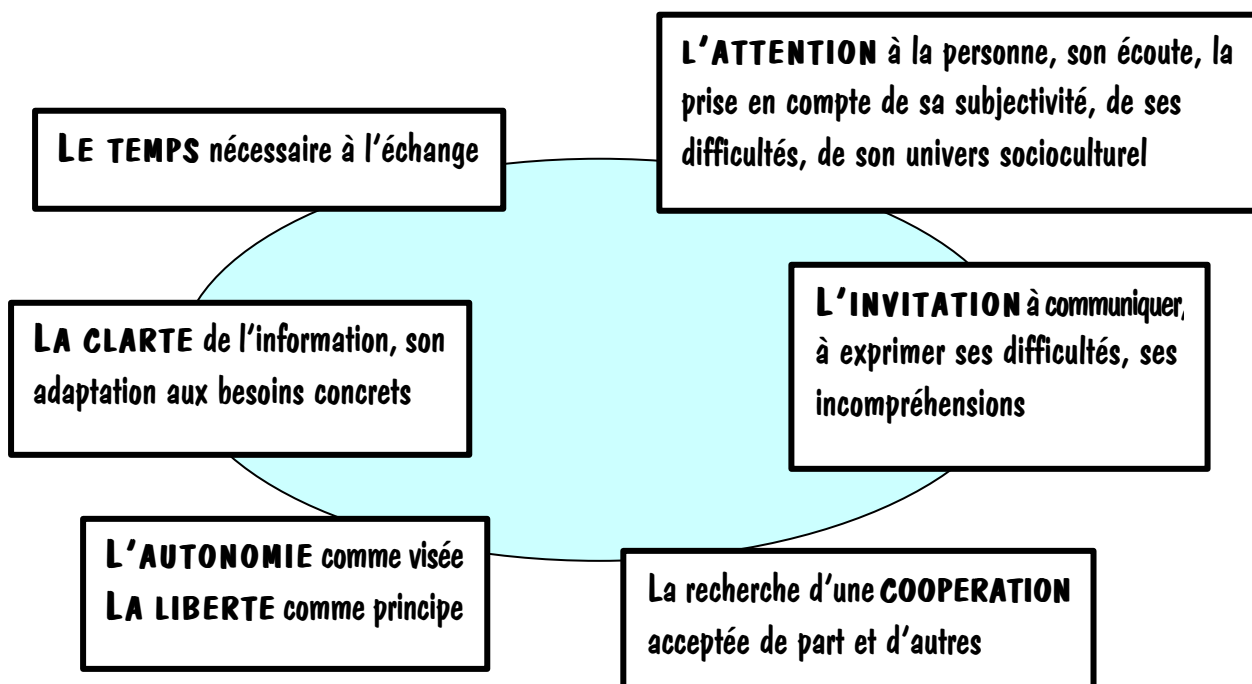 LE TEMPS nécessaire à l'échange
L'ATTENTION à la personne, son écoute, la
prise en compte de sa subjectivité, de ses
difficultés, de son univers socioculturel
LA CLARTE de l'information, son
adaptation aux besoins concrets
L'INVITATION à communiquer,
à exprimer ses difficultés, ses
incompréhensions
L'AUTONOMIE comme visée
LA LIBERTE comme principe
La recherche d'une COOPERATION
acceptée de part et d'autres